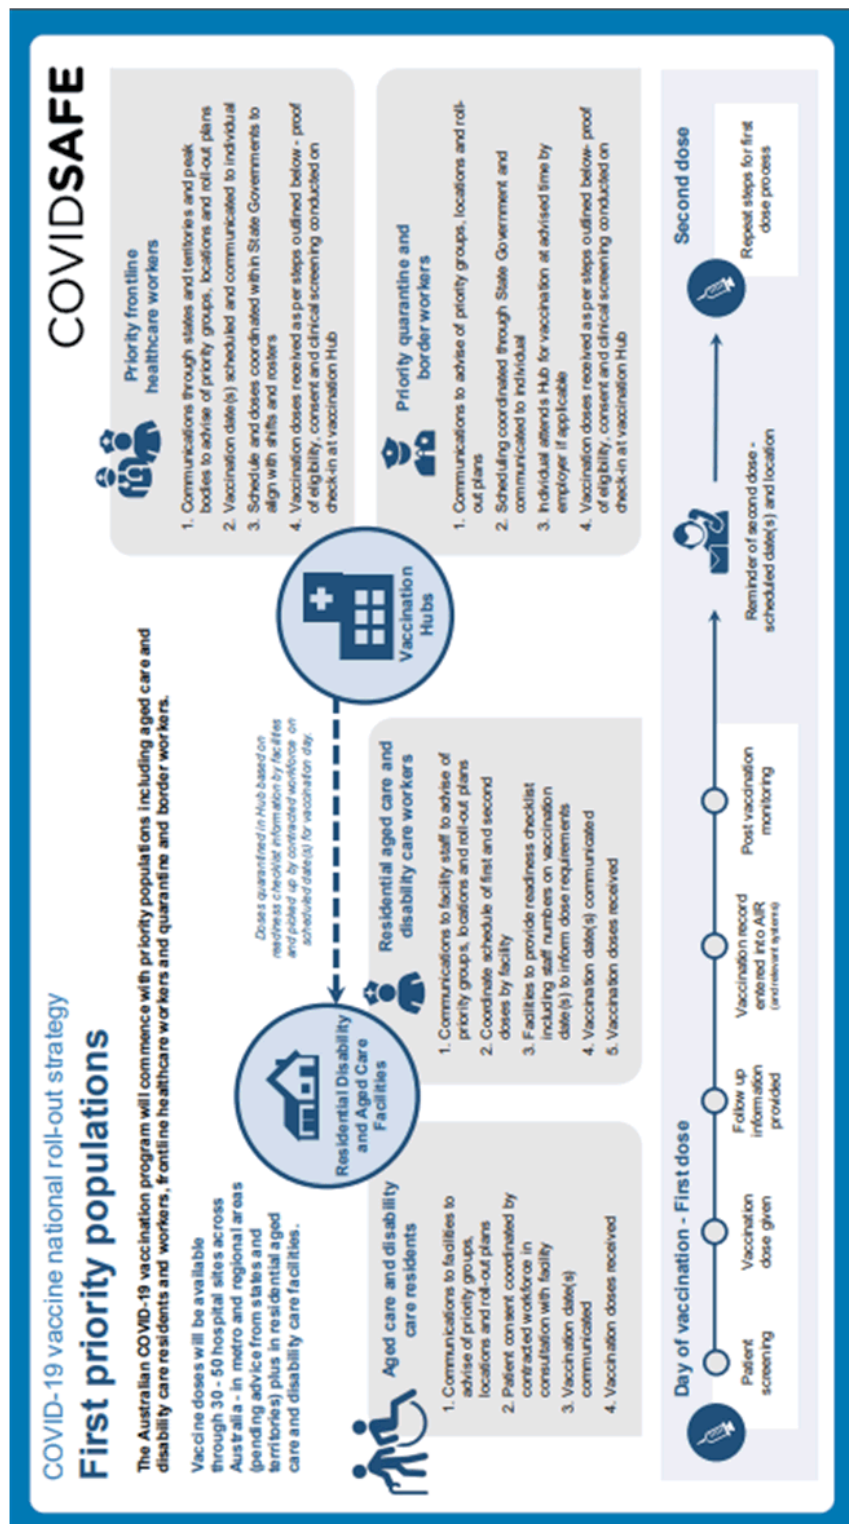 COVID-19 vaccine national roll-out strategy
First priority populations
COVIDSAFE
The Australian COVID-19 vaccination program will commence with priority populations including aged care and
disability care residents and workers, frontline healthcare workers and quarantine and border workers.
Vaccine doses will be available
through 30 - 50 hospital sites across
Australia - in metro and regional areas
(pending advice from states and
territories) plus in residential aged
care and disability care facilities.
Residential Disability
and Aged Care
Facilities
Doses quarantined in Hub based on
readiness checklist information by facilities
and picked up by contracted workforce on
scheduled date(s) for vaccination day.
Vaccination
Hubs
Aged care and disability
care residents
1. Communications to facilities to
advise of priority groups,
locations and roll-out plans
2. Patient consent coordinated by
contracted workforce in
consultation with facility
3. Vaccination date(s)
communicated
4. Vaccination doses received
Residential aged care and
disability care workers
1. Communications to facility staff to advise of
priority groups, locations and roll-out plans
2. Coordinate schedule of first and second
doses by facility
3. Facilities to provide readiness checklist
including staff numbers on vaccination
date(s) to inform dose requirements
4. Vaccination date(s) communicated
5. Vaccination doses received
Priority frontline
healthcare workers
1. Communications through states and territories and peak
bodies to advise of priority groups, locations and roll-out plans
2. Vaccination date(s) scheduled and communicated to individual
3. Schedule and doses coordinated within State Governments to
align with shifts and rosters
4. Vaccination doses received as per steps outlined below - proof
of eligibility, consent and clinical screening conducted on
check-in at vaccination Hub
Priority quarantine and
border workers
1. Communications to advise of priority groups, locations and roll-
out plans
2. Scheduling coordinated through State Government and
communicated to individual
3. Individual attends Hub for vaccination at advised time by
employer if applicable
4. Vaccination doses received as per steps outlined below- proof
of eligibility, consent and clinical screening conducted on
check-in at vaccination Hub
Day of vaccination - First dose
Patient
screening
Vaccination
dose given
Follow up
information
provided
Vaccination record
entered into AIR
(and relevant systems)
Post vaccination
monitoring
Reminder of second dose -
scheduled date(s) and location
Second dose
Repeat steps for first
dose process